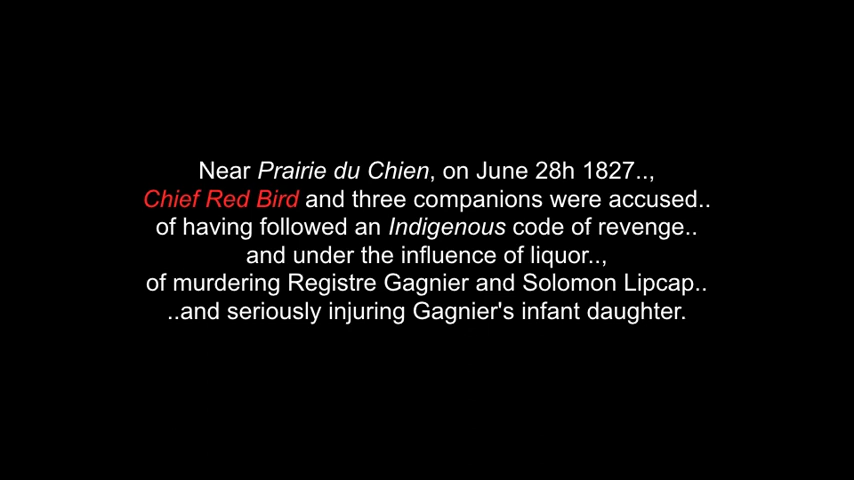 Near Prairie du Chien, on June 28h 1827..,
Chief Red Bird and three companions were accused..
of having followed an Indigenous code of revenge..
and under the influence of liquor..,
of murdering Registre Gagnier and Solomon Lipcap..
..and seriously injuring Gagnier's infant daughter.